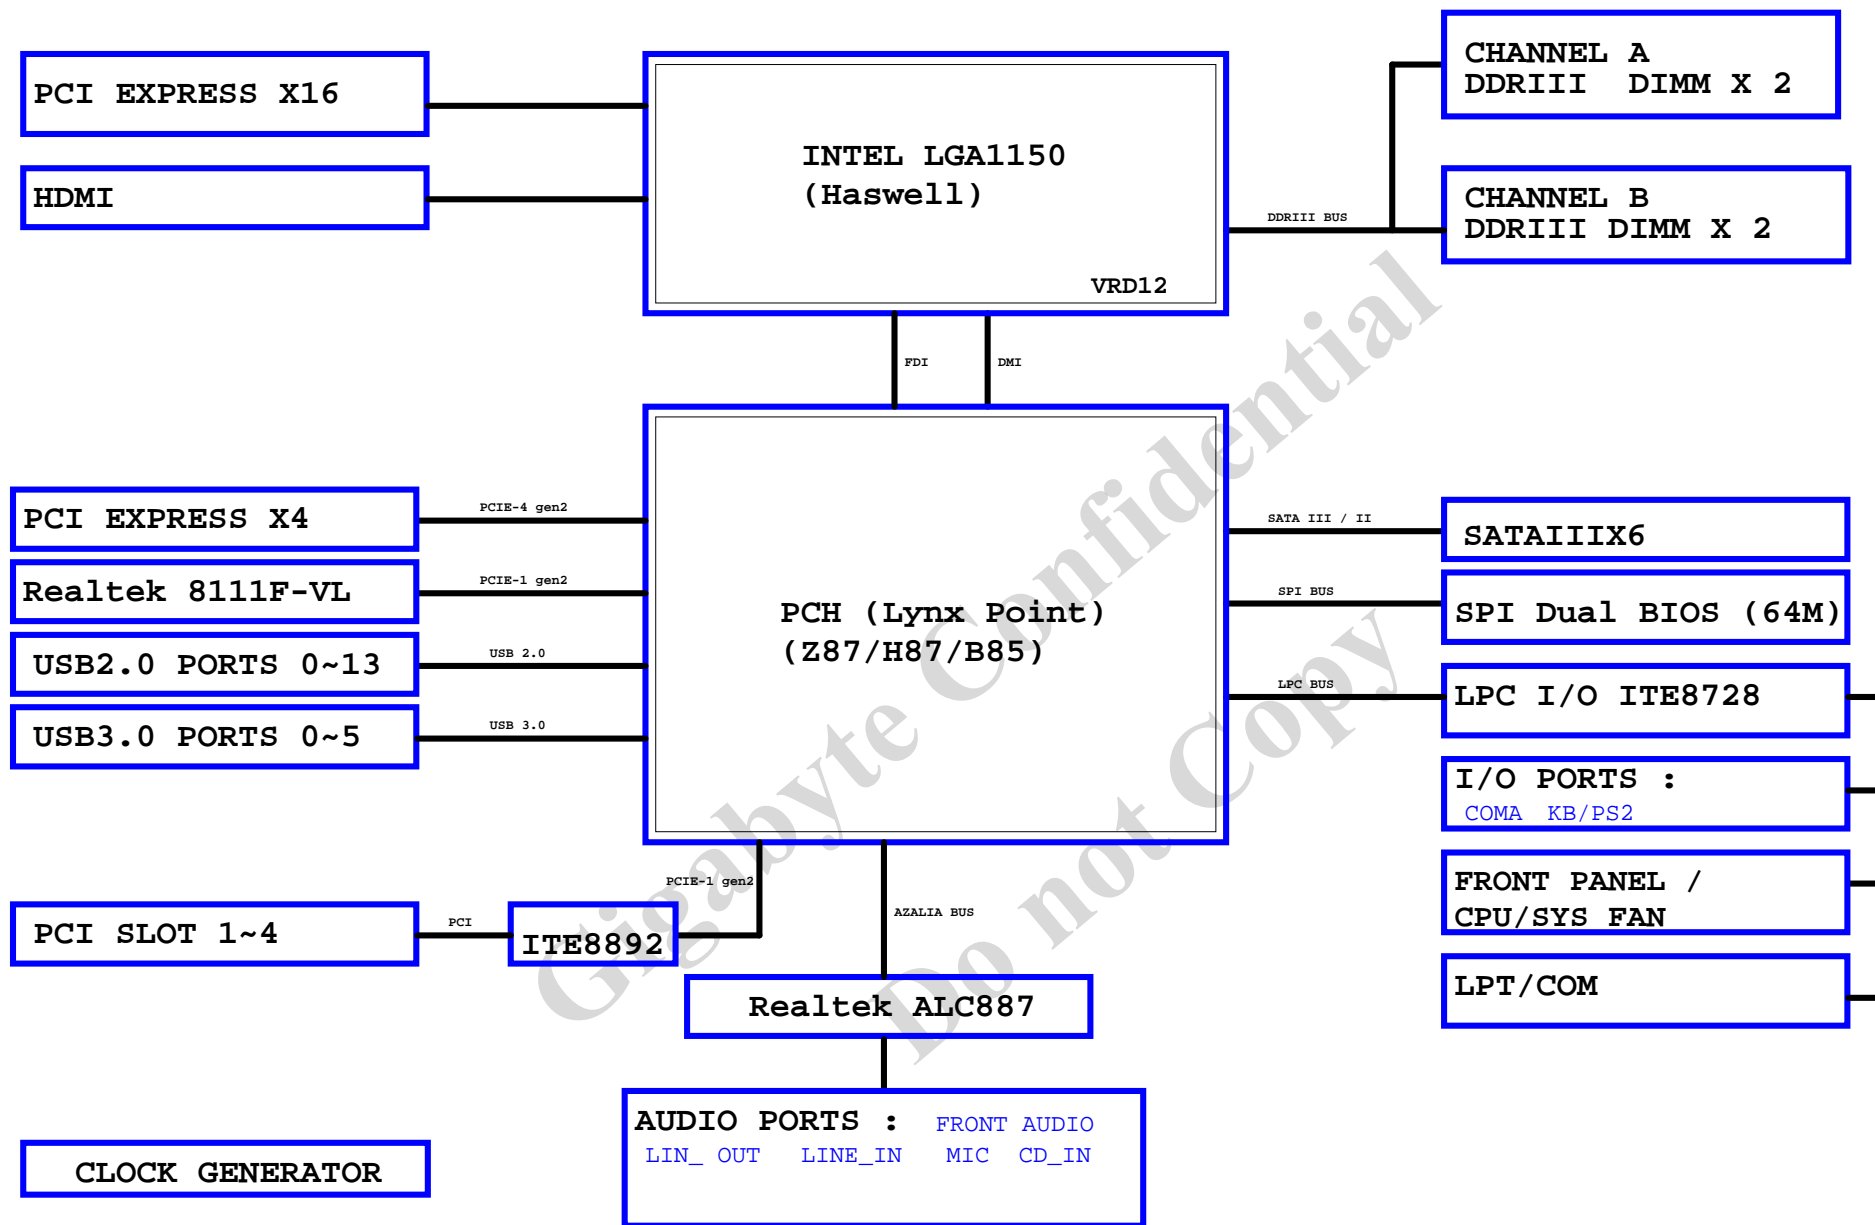 PCI EXPRESS X16
HDMI
INTEL LGA1150
(Haswell)
VRD12
CHANNEL A
DDRIII DIMM X 2
CHANNEL B
DDRIII DIMM X 2
DDRIII BUS
FDI
DMI
PCI EXPRESS X4
PCIE-4 gen2
Realtek 8111F-VL
PCIE-1 gen2
USB2.0 PORTS 0~13
USB 2.0
USB3.0 PORTS 0~5
USB 3.0
PCH (Lynx Point)
(Z87/H87/B85)
SATA III / II
SATAIIIX6
SPI BUS
SPI Dual BIOS (64M)
LPC BUS
LPC I/O ITE8728
I/O PORTS :
COMA KB/PS2
FRONT PANEL /
CPU/SYS FAN
LPT/COM
PCI SLOT 1~4
PCI
ITE8892
PCIE-1 gen2
AZALIA BUS
Realtek ALC887
AUDIO PORTS : FRONT AUDIO
LIN_ OUT LINE_IN MIC CD_IN
CLOCK GENERATOR
Gigabyte Confidential
Do not Copy